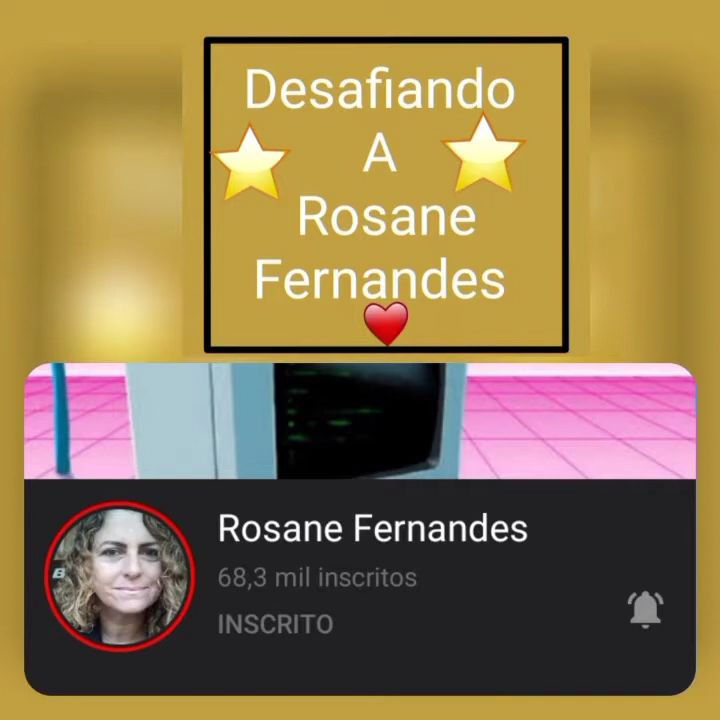 Desafiando
A
Rosane
Fernandes
Rosane Fernandes
68,3 mil inscritos
INSCRITO
B